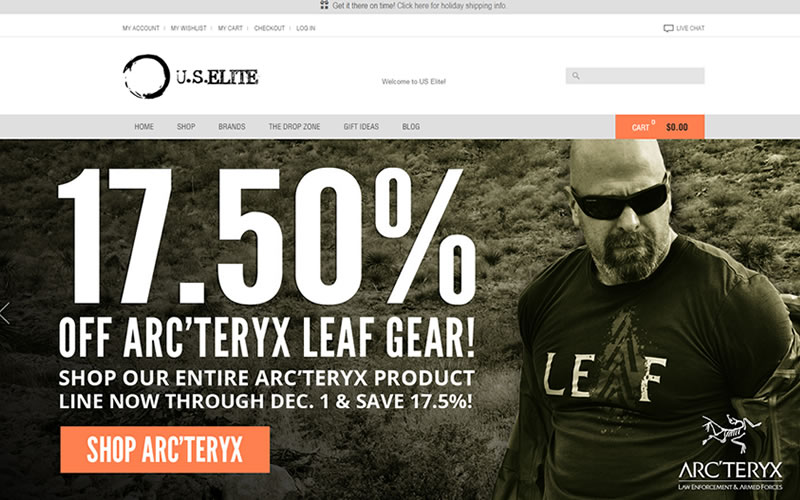 Get it there on time! Click here for holiday shipping info.
MY ACCOUNT | MY WISHLIST | MY CART | CHECKOUT | LOG IN
LIVE CHAT
U.S.ELITE
Welcome to US Elite!
HOME SHOP BRANDS THE DROP ZONE GIFT IDEAS BLOG
CART 0 $0.00
17.50%
OFF ARC'TERYX LEAF GEAR!
SHOP OUR ENTIRE ARC'TERYX PRODUCT
LINE NOW THROUGH DEC. 1 & SAVE 17.5%!
SHOP ARC'TERYX
LEAF
ARC'TERYX
LAW ENFORCEMENT & ARMED FORCES